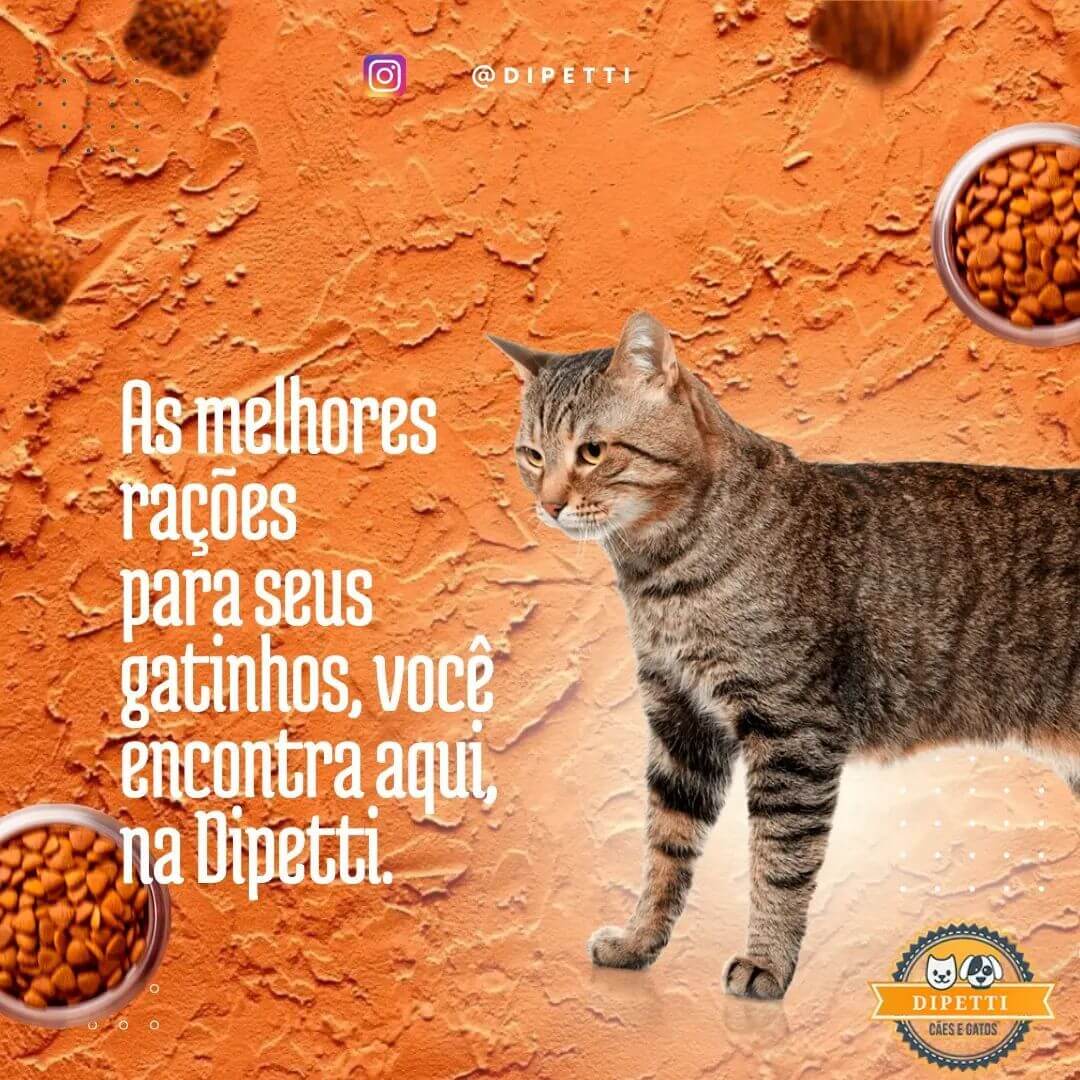 @DIPETTI
As melhores
rações
para seus
gatinhos, você
encontra aqui,
na Dipetti.
DIPETTI
CÃES E GATOS